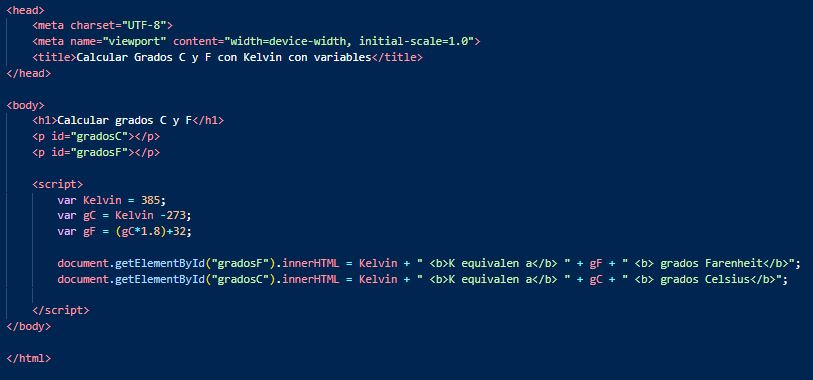 <head>
<meta charset="UTF-8">
<meta name="viewport" content="width=device-width, initial-scale=1.0">
<title>Calcular Grados C y F con Kelvin con variables</title>
</head>
<body>
<h1>Calcular grados C y F</h1>
<p id="gradosC"></p>
<p id="gradosF"></p>
<script>
var Kelvin = 385;
var gC = Kelvin -273;
var gF = (gC*1.8)+32;
document.getElementById("gradosF").innerHTML = Kelvin + " <b>K equivalen a</b> " + gF + " <b> grados Farenheit</b>";
document.getElementById("gradosC").innerHTML = Kelvin + " <b>K equivalen a</b> " + gC + " <b> grados Celsius</b>";
</script>
</body>
</html>